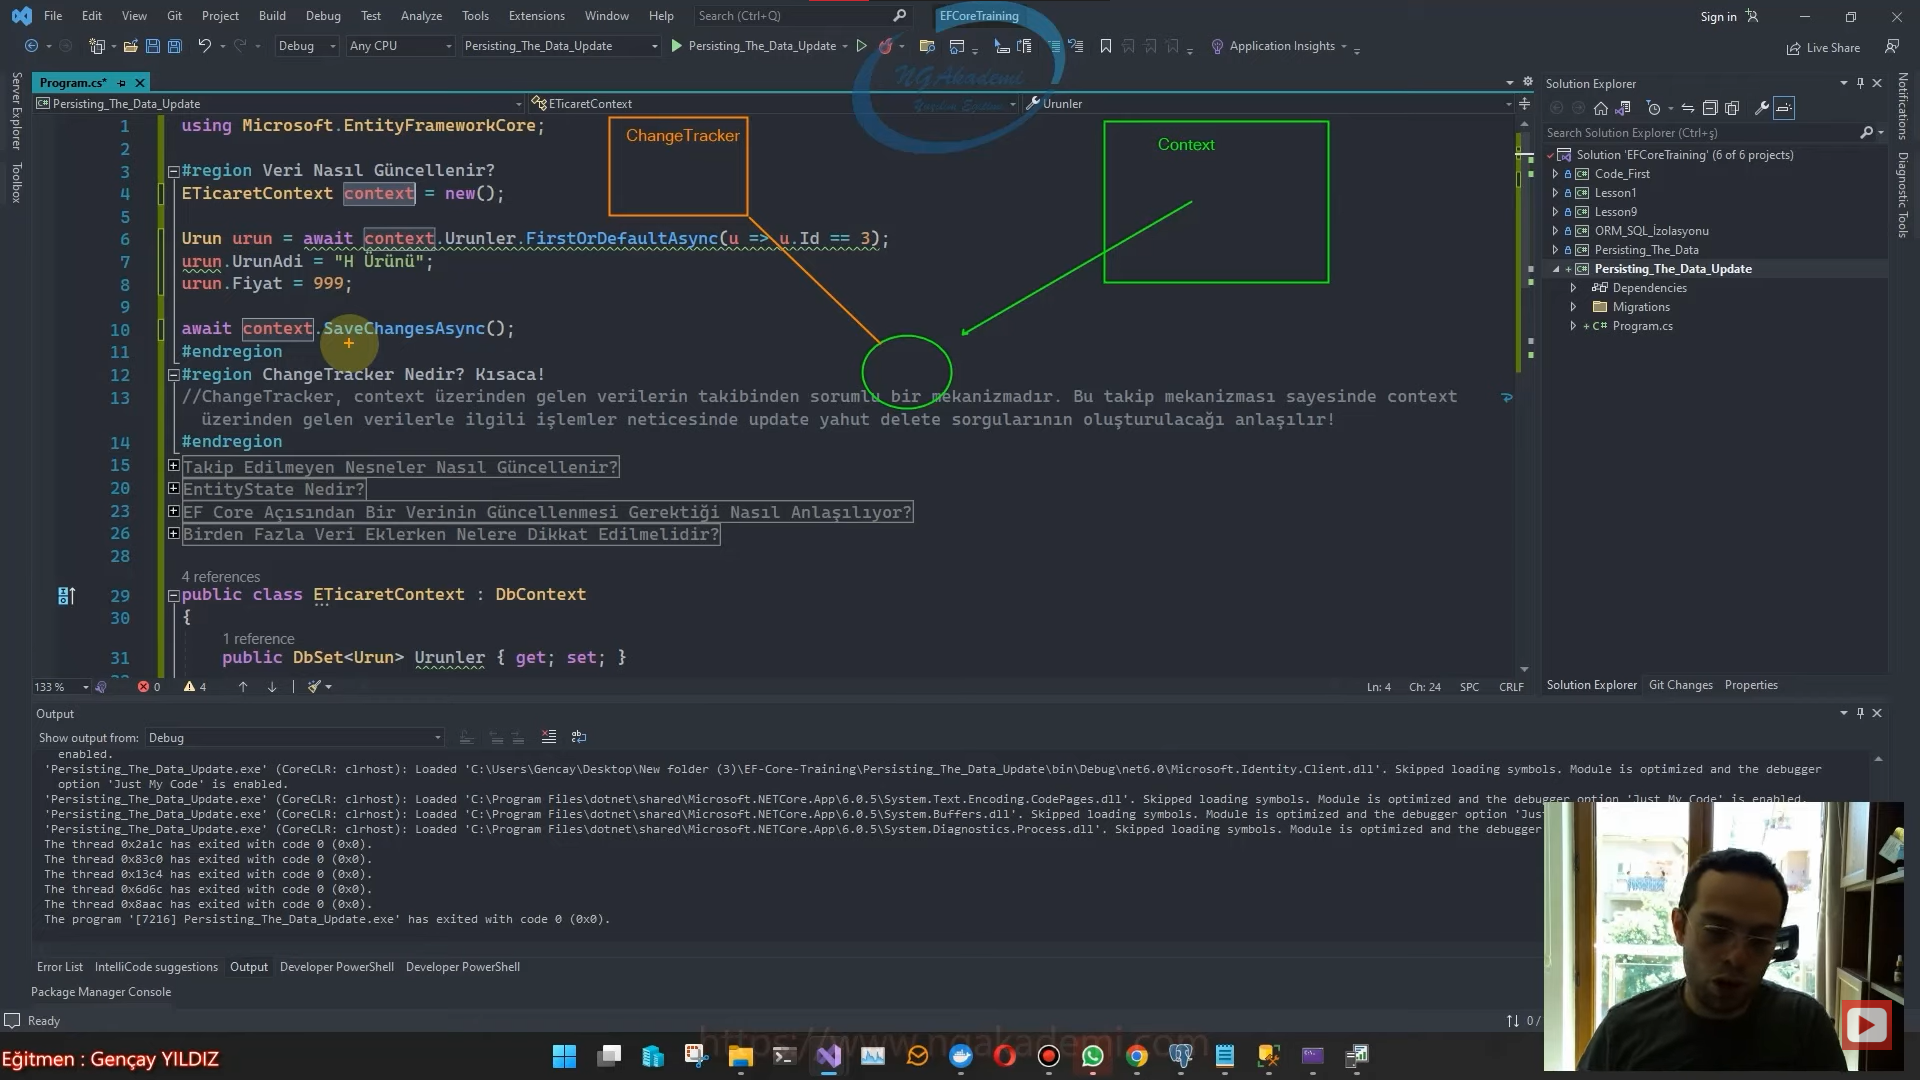 File Edit View Git Project Build Debug Test Analyze Tools Extensions Window Help Search (Ctrl+Q) EFCoreTraining Sign in
Debug Any CPU Persisting_The_Data_Update Persisting_The_Data_Update Application Insights Live Share
NGAkademi
Yazılım Eğitim
Server Explorer
Toolbox
Program.cs*
Persisting_The_Data_Update ETicaretContext Urunler
1 using Microsoft.EntityFrameworkCore;
2
3 #region Veri Nasıl Güncellenir?
4 ETicaretContext context = new();
5
6 Urun urun = await context.Urunler.FirstOrDefaultAsync(u => u.Id == 3);
7 urun.UrunAdi = "H Ürünü";
8 urun.Fiyat = 999;
9
10 await context.SaveChangesAsync();
11 #endregion
12 #region ChangeTracker Nedir? Kısaca!
13 //ChangeTracker, context üzerinden gelen verilerin takibinden sorumlu bir mekanizmadır. Bu takip mekanizması sayesinde context
üzerinden gelen verilerle ilgili işlemler neticesinde update yahut delete sorgularının oluşturulacağı anlaşılır!
14 #endregion
15 Takip Edilmeyen Nesneler Nasıl Güncellenir?
20 EntityState Nedir?
23 EF Core Açısından Bir Verinin Güncellenmesi Gerektiği Nasıl Anlaşılıyor?
26 Birden Fazla Veri Eklerken Nelere Dikkat Edilmelidir?
28
4 references
29 public class ETicaretContext : DbContext
30 {
1 reference
31 public DbSet<Urun> Urunler { get; set; }
ChangeTracker
Context
133 % 0 4 Ln: 4 Ch: 24 SPC CRLF
Solution Explorer
Search Solution Explorer (Ctrl+ş)
Solution 'EFCoreTraining' (6 of 6 projects)
Code_First
Lesson1
Lesson9
ORM_SQL_İzolasyonu
Persisting_The_Data
Persisting_The_Data_Update
Dependencies
Migrations
Program.cs
Solution Explorer Git Changes Properties
Notifications
Diagnostic Tools
Output
Show output from: Debug
enabled.
'Persisting_The_Data_Update.exe' (CoreCLR: clrhost): Loaded 'C:\Users\Gencay\Desktop\New folder (3)\EF-Core-Training\Persisting_The_Data_Update\bin\Debug\net6.0\Microsoft.Identity.Client.dll'. Skipped loading symbols. Module is optimized and the debugger
option 'Just My Code' is enabled.
'Persisting_The_Data_Update.exe' (CoreCLR: clrhost): Loaded 'C:\Program Files\dotnet\shared\Microsoft.NETCore.App\6.0.5\System.Text.Encoding.CodePages.dll'. Skipped loading symbols. Module is optimized and the debugger option 'Just My Code' is enabled.
'Persisting_The_Data_Update.exe' (CoreCLR: clrhost): Loaded 'C:\Program Files\dotnet\shared\Microsoft.NETCore.App\6.0.5\System.Buffers.dll'. Skipped loading symbols. Module is optimized and the debugger option 'Jus
'Persisting_The_Data_Update.exe' (CoreCLR: clrhost): Loaded 'C:\Program Files\dotnet\shared\Microsoft.NETCore.App\6.0.5\System.Diagnostics.Process.dll'. Skipped loading symbols. Module is optimized and the debugger
The thread 0x2a1c has exited with code 0 (0x0).
The thread 0x83c0 has exited with code 0 (0x0).
The thread 0x13c4 has exited with code 0 (0x0).
The thread 0x6d6c has exited with code 0 (0x0).
The thread 0x8aac has exited with code 0 (0x0).
The program '[7216] Persisting_The_Data_Update.exe' has exited with code 0 (0x0).
Error List IntelliCode suggestions Output Developer PowerShell Developer PowerShell
Package Manager Console
Ready 0 /
https://www.ngakademi.com
Eğitmen : Gençay YILDIZ